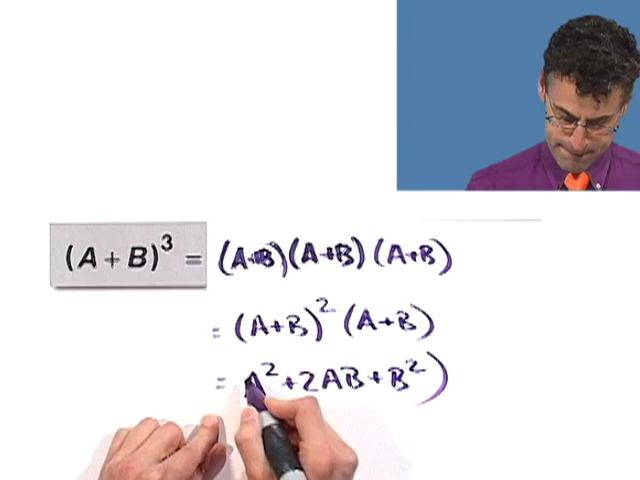 (A + B)³ = (A+B)(A+B)(A+B)
= (A+B)² (A+B)
= A² + 2AB + B² )